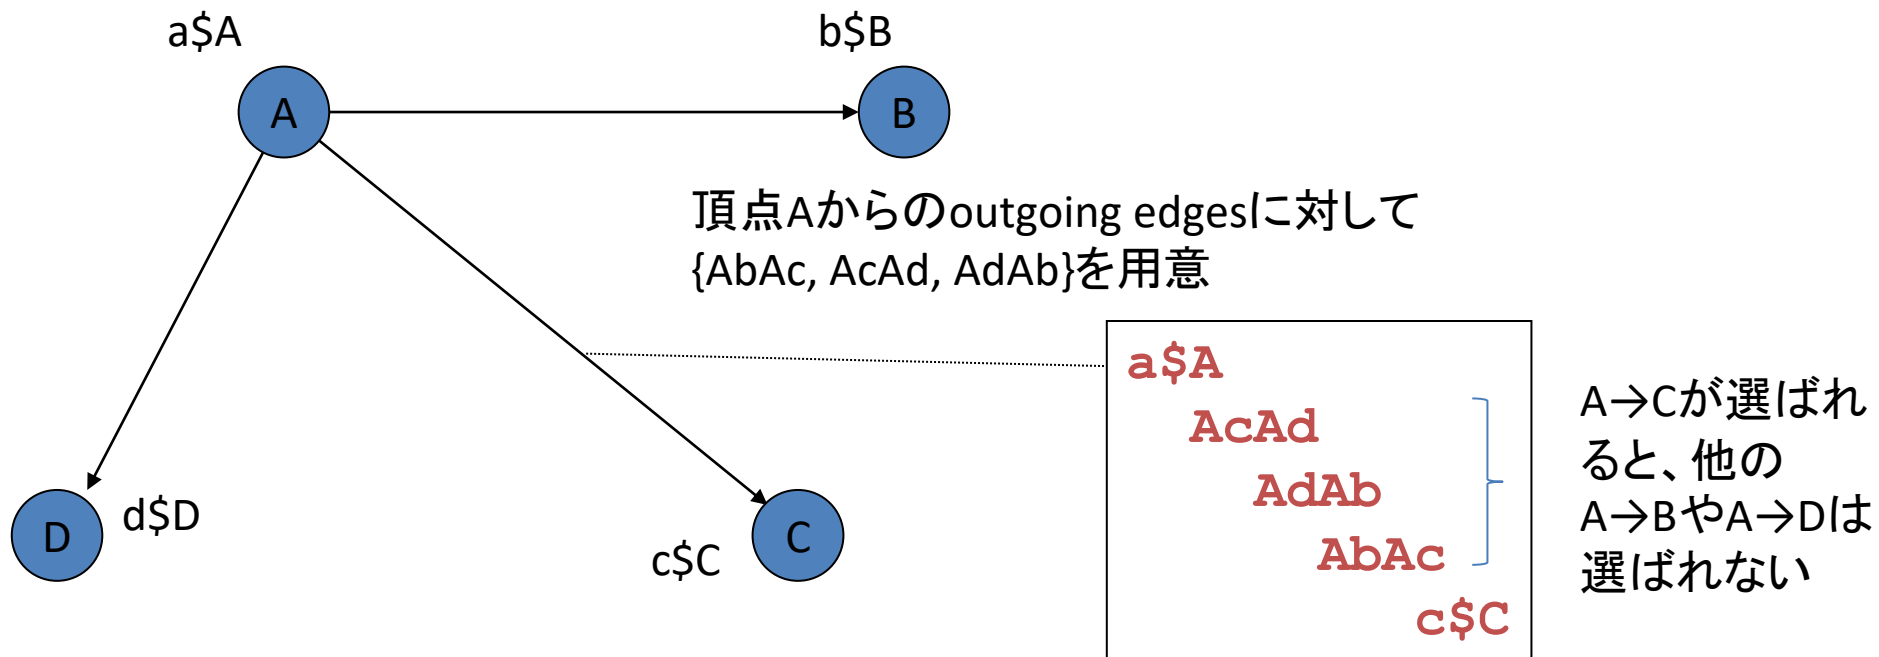 a$A
b$B
A
B
頂点Aからのoutgoing edgesに対して
{AbAc, AcAd, AdAb}を用意
a$A
AcAd
AdAb
AbAc
c$C
A→Cが選ばれ
ると、他の
A→BやA→Dは
選ばれない
D
d$D
c$C
C